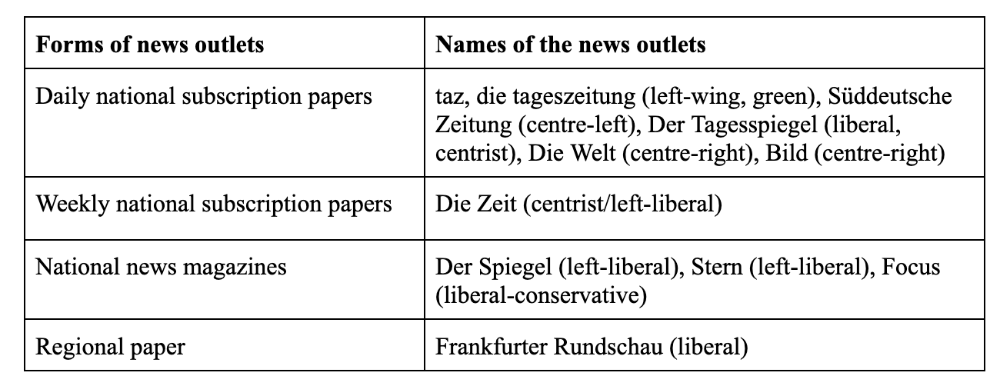 Forms of news outlets
Names of the news outlets
Daily national subscription papers
taz, die tageszeitung (left-wing, green), Süddeutsche
Zeitung (centre-left), Der Tagesspiegel (liberal,
centrist), Die Welt (centre-right), Bild (centre-right)
Weekly national subscription papers
Die Zeit (centrist/left-liberal)
National news magazines
Der Spiegel (left-liberal), Stern (left-liberal), Focus
(liberal-conservative)
Regional paper
Frankfurter Rundschau (liberal)